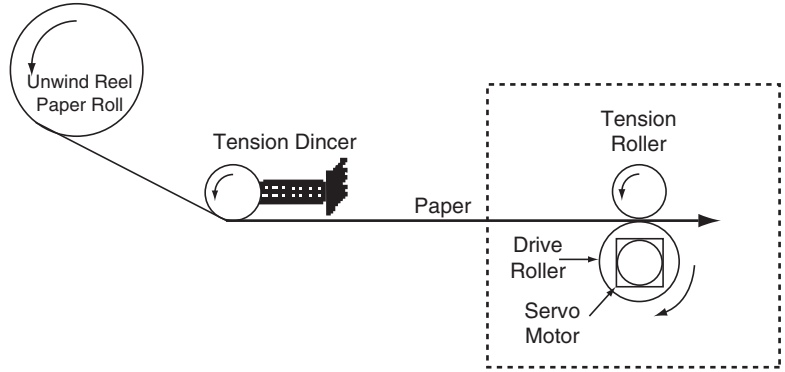 Unwind Reel
Paper Roll
Tension Dincer
Tension
Roller
Paper
Drive
Roller
Servo
Motor